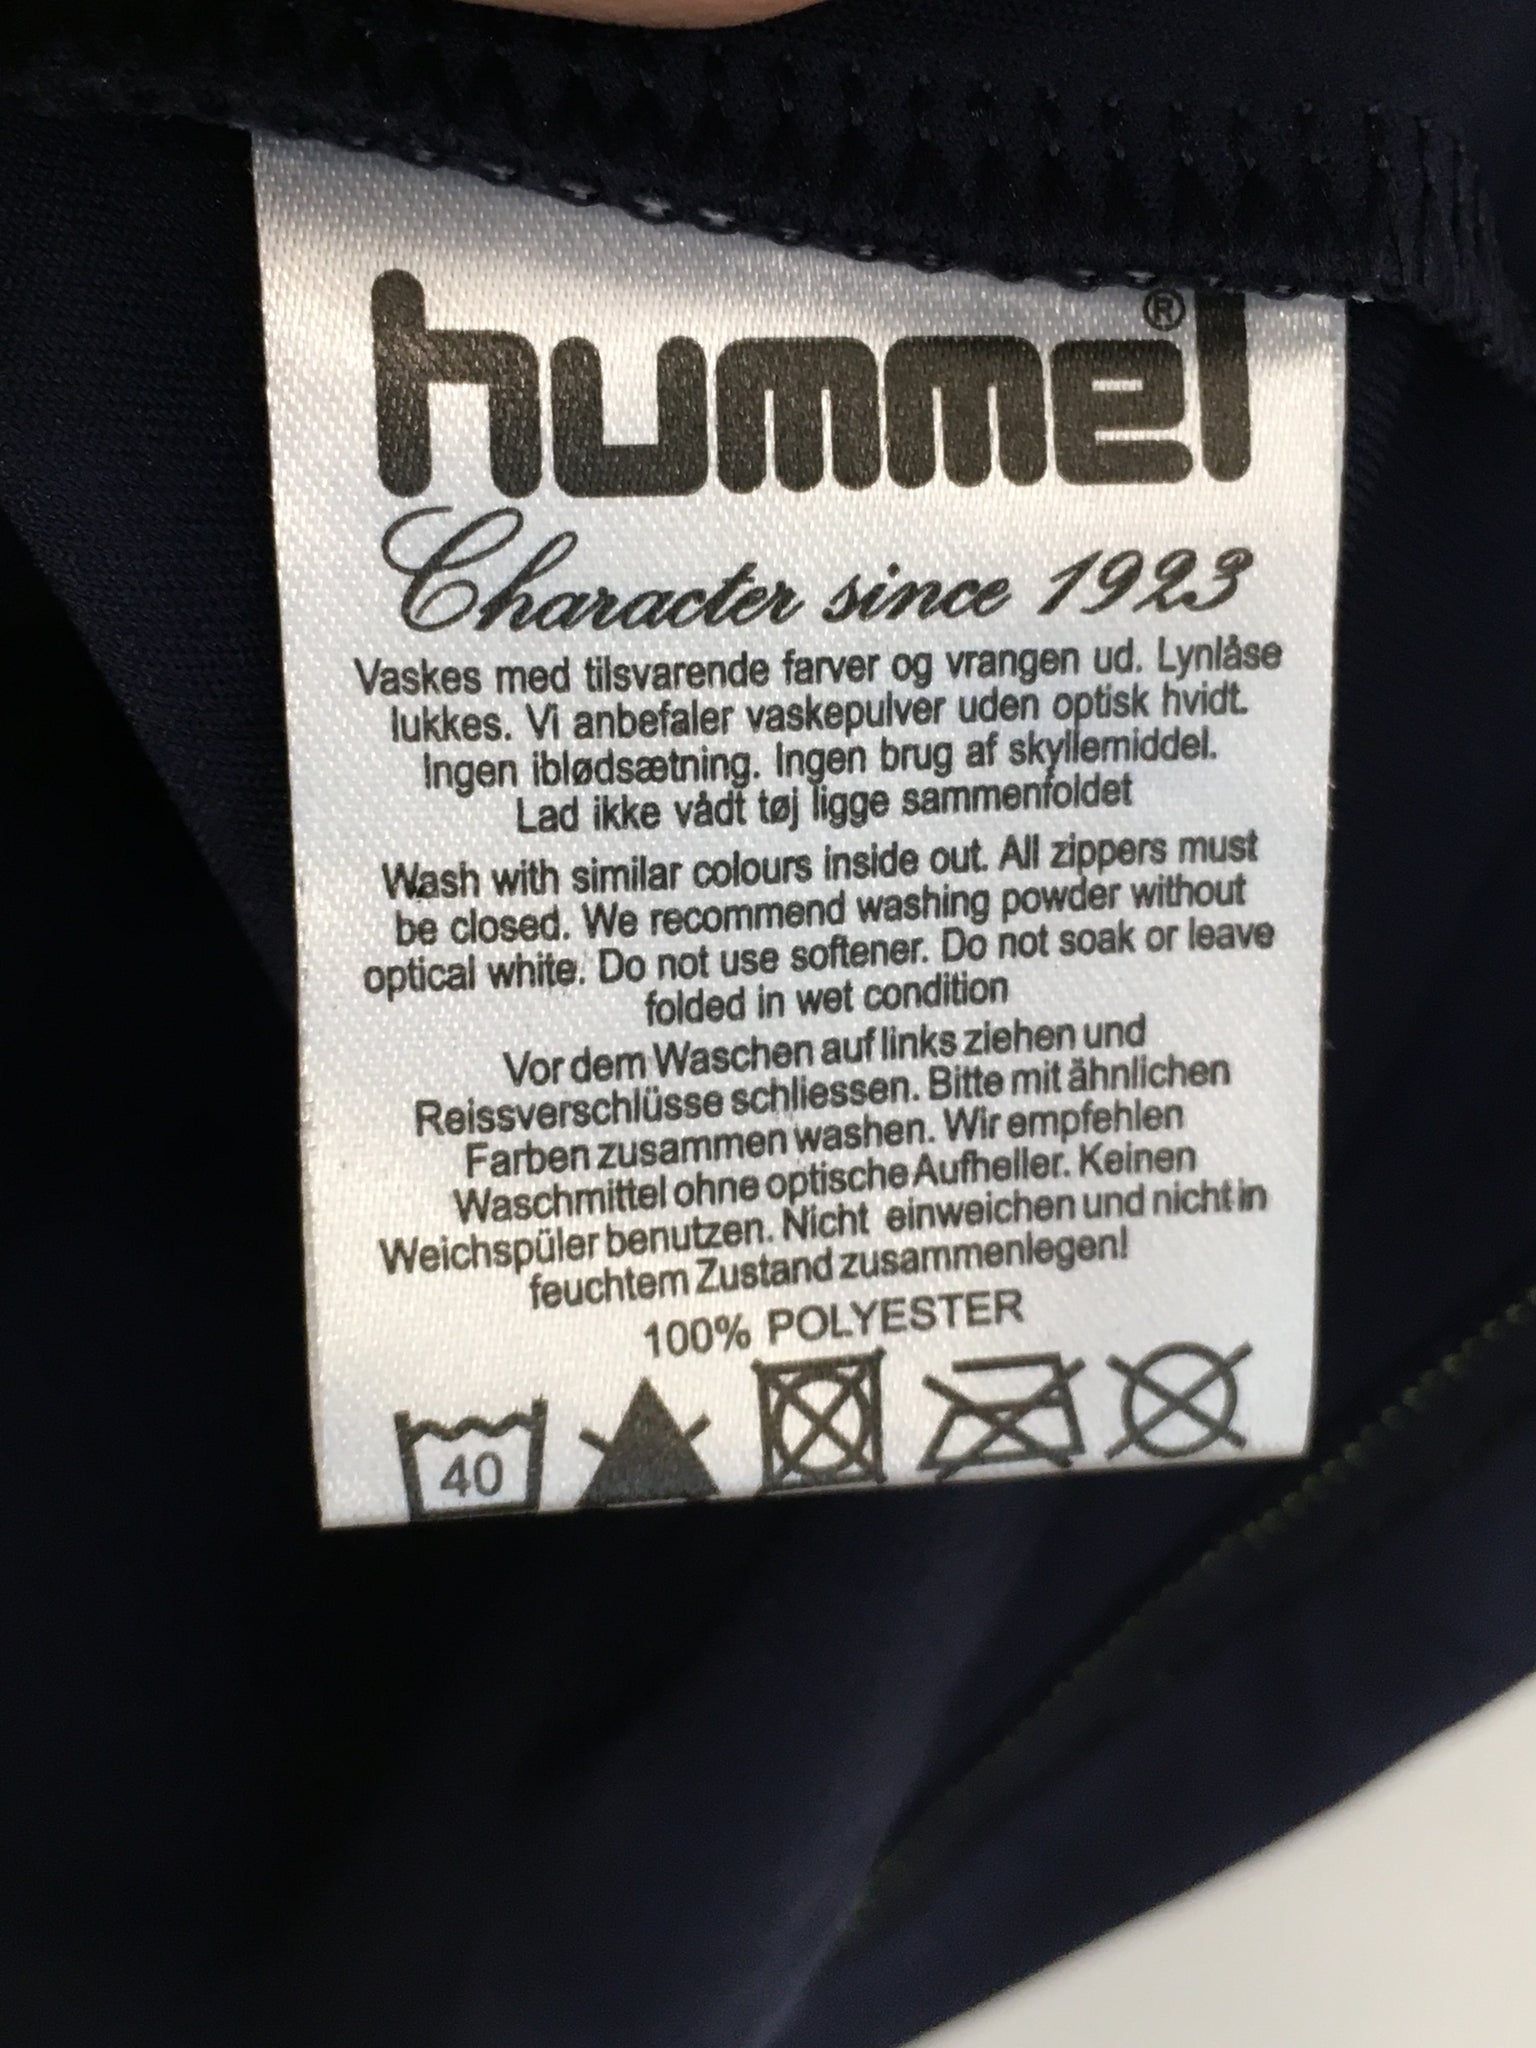 hummel®
Character since 1923
Vaskes med tilsvarende farver og vrangen ud. Lynlåse
lukkes. Vi anbefaler vaskepulver uden optisk hvidt.
Ingen iblødsætning. Ingen brug af skyllemiddel.
Lad ikke vådt tøj ligge sammenfoldet
Wash with similar colours inside out. All zippers must
be closed. We recommend washing powder without
optical white. Do not use softener. Do not soak or leave
folded in wet condition
Vor dem Waschen auf links ziehen und
Reissverschlüsse schliessen. Bitte mit ähnlichen
Farben zusammen washen. Wir empfehlen
Waschmittel ohne optische Aufheller. Keinen
Weichspüler benutzen. Nicht einweichen und nicht in
feuchtem Zustand zusammenlegen!
100% POLYESTER
40